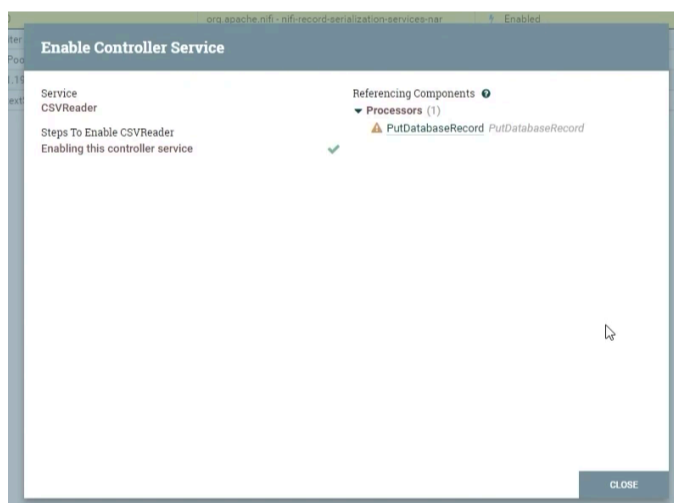 org.apache.nifi - nifi-record-serialization-services-nar Enabled
Enable Controller Service
Service
CSVReader
Steps To Enable CSVReader
Enabling this controller service
Referencing Components
Processors (1)
PutDatabaseRecord PutDatabaseRecord
CLOSE